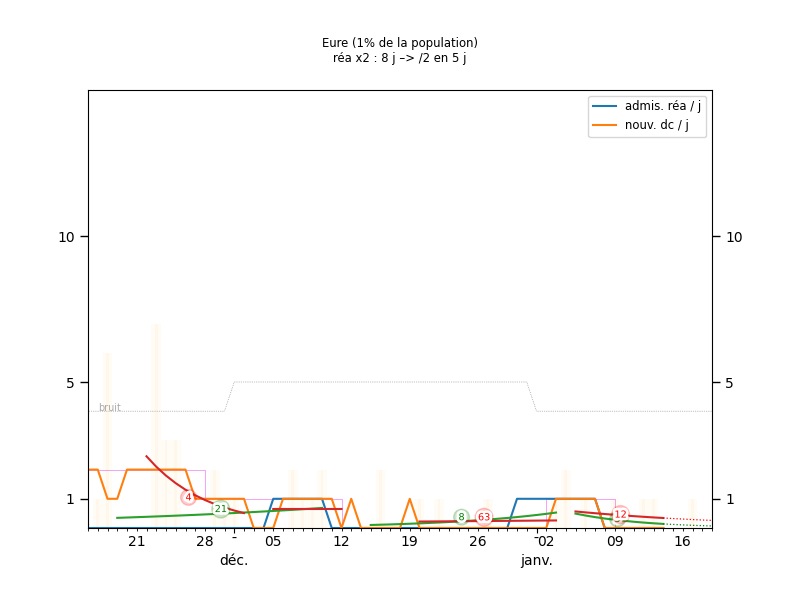 Eure (1% de la population)
réa x2 : 8 j –> /2 en 5 j
admis. réa / j
nouv. dc / j
10
10
5
5
bruit
1
1
4
21
8
63
12
21
28
05
12
19
26
02
09
16
déc.
janv.